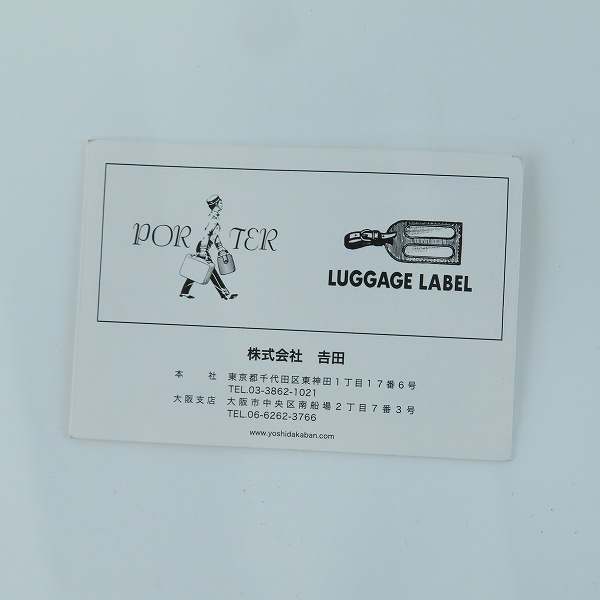 PORTER
LUGGAGE LABEL
株式会社 𠮷田
本 社 東京都千代田区東神田1丁目17番6号
TEL.03-3862-1021
大阪支店 大阪市中央区南船場2丁目7番3号
TEL.06-6262-3766
www.yoshidakaban.com